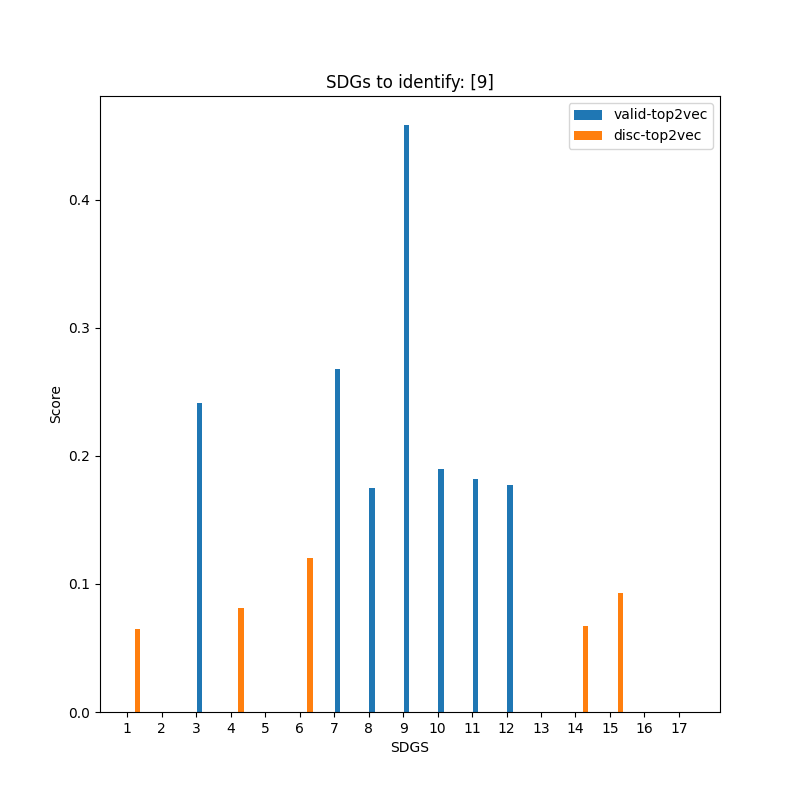 SDGs to identify: [9]
valid-top2vec
disc-top2vec
Score
0.4
0.3
0.2
0.1
0.0
1 2 3 4 5 6 7 8 9 10 11 12 13 14 15 16 17
SDGS